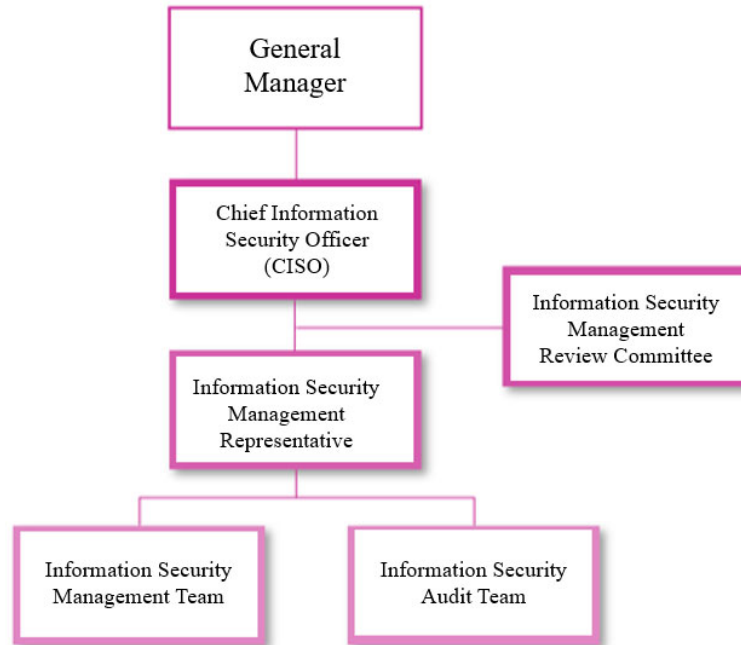 General
Manager
Chief Information
Security Officer
(CISO)
Information Security
Management
Review Committee
Information Security
Management
Representative
Information Security
Management Team
Information Security
Audit Team